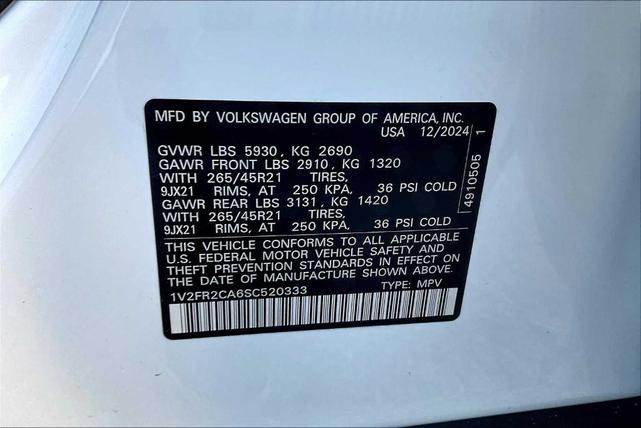 MFD BY VOLKSWAGEN GROUP OF AMERICA, INC.
USA 12/2024
GVWR LBS 5930, KG 2690
GAWR FRONT LBS 2910, KG 1320
WITH 265/45R21 TIRES,
9JX21 RIMS, AT 250 KPA, 36 PSI COLD
GAWR REAR LBS 3131, KG 1420
WITH 265/45R21 TIRES,
9JX21 RIMS, AT 250 KPA, 36 PSI COLD
THIS VEHICLE CONFORMS TO ALL APPLICABLE
U.S. FEDERAL MOTOR VEHICLE SAFETY AND
THEFT PREVENTION STANDARDS IN EFFECT ON
THE DATE OF MANUFACTURE SHOWN ABOVE.
1V2FR2CA6SC520333 TYPE: MPV
4910505 1